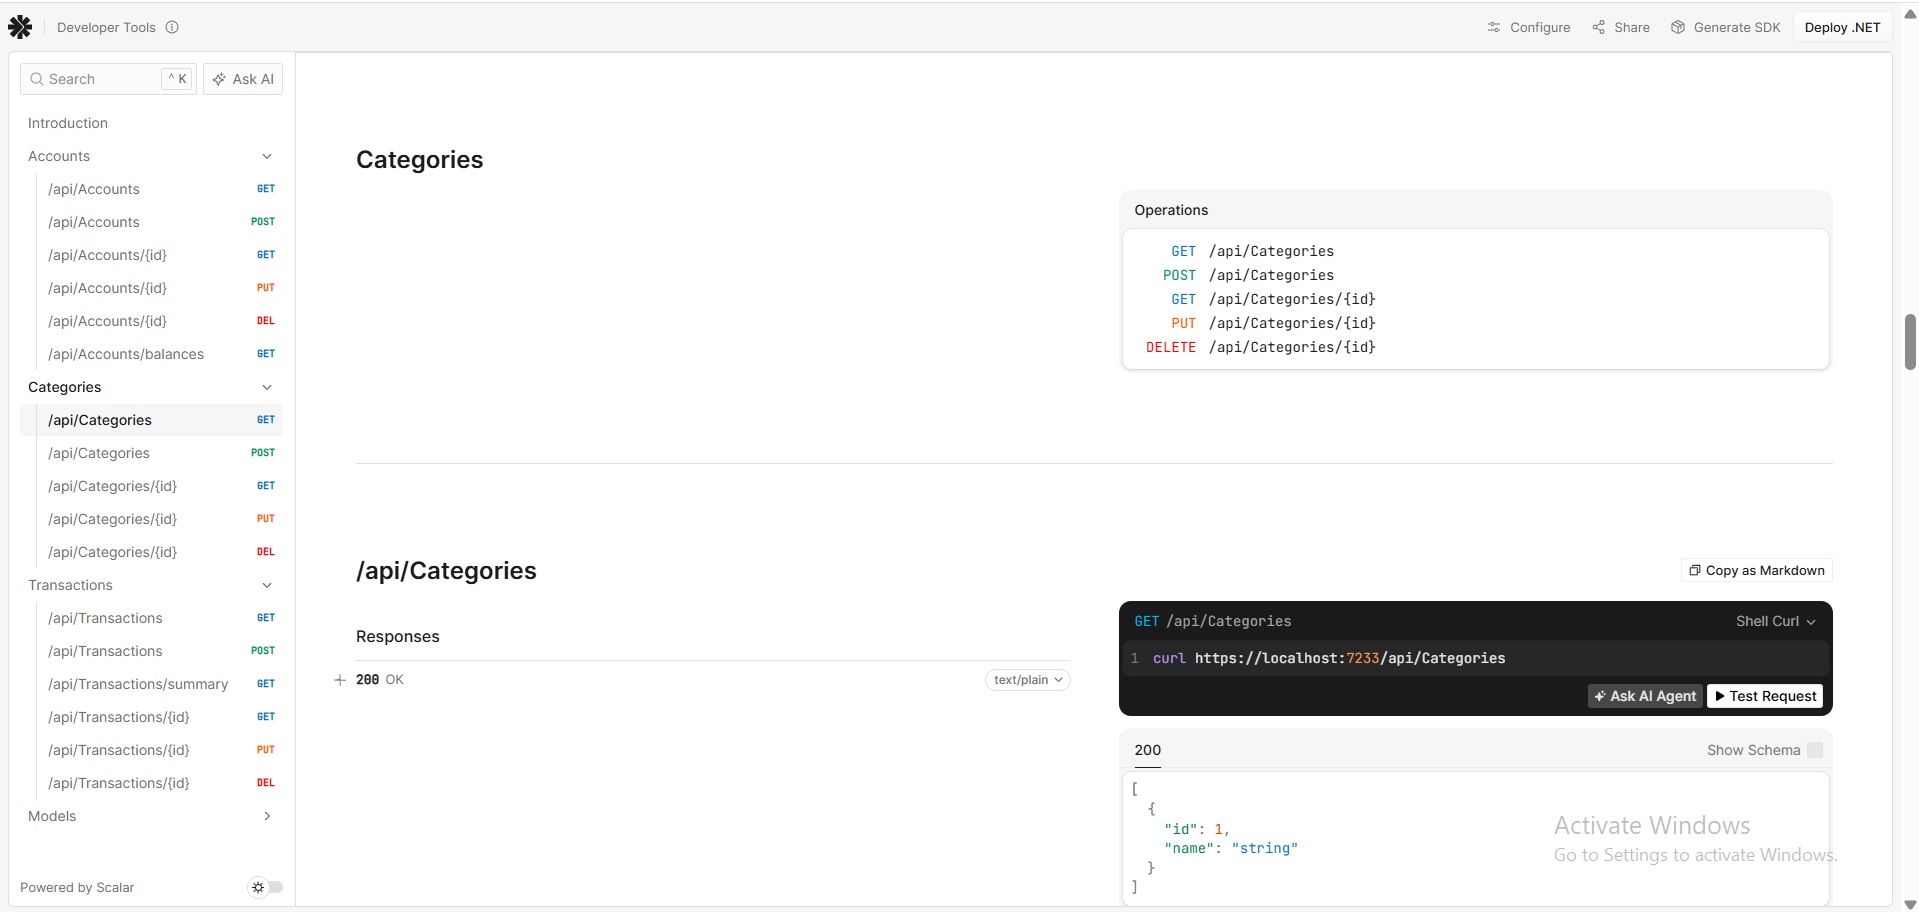 Developer Tools
Configure
Share
Generate SDK
Deploy .NET
Search
^ K
Ask AI
Introduction
Accounts
/api/Accounts GET
/api/Accounts POST
/api/Accounts/{id} GET
/api/Accounts/{id} PUT
/api/Accounts/{id} DEL
/api/Accounts/balances GET
Categories
/api/Categories GET
/api/Categories POST
/api/Categories/{id} GET
/api/Categories/{id} PUT
/api/Categories/{id} DEL
Transactions
/api/Transactions GET
/api/Transactions POST
/api/Transactions/summary GET
/api/Transactions/{id} GET
/api/Transactions/{id} PUT
/api/Transactions/{id} DEL
Models
Powered by Scalar
Categories
Operations
GET /api/Categories
POST /api/Categories
GET /api/Categories/{id}
PUT /api/Categories/{id}
DELETE /api/Categories/{id}
/api/Categories
Copy as Markdown
Responses
200 OK
text/plain
GET /api/Categories
Shell Curl
1 curl https://localhost:7233/api/Categories
Ask AI Agent
Test Request
200
Show Schema
[
{
"id": 1,
"name": "string"
}
]
Activate Windows
Go to Settings to activate Windows.